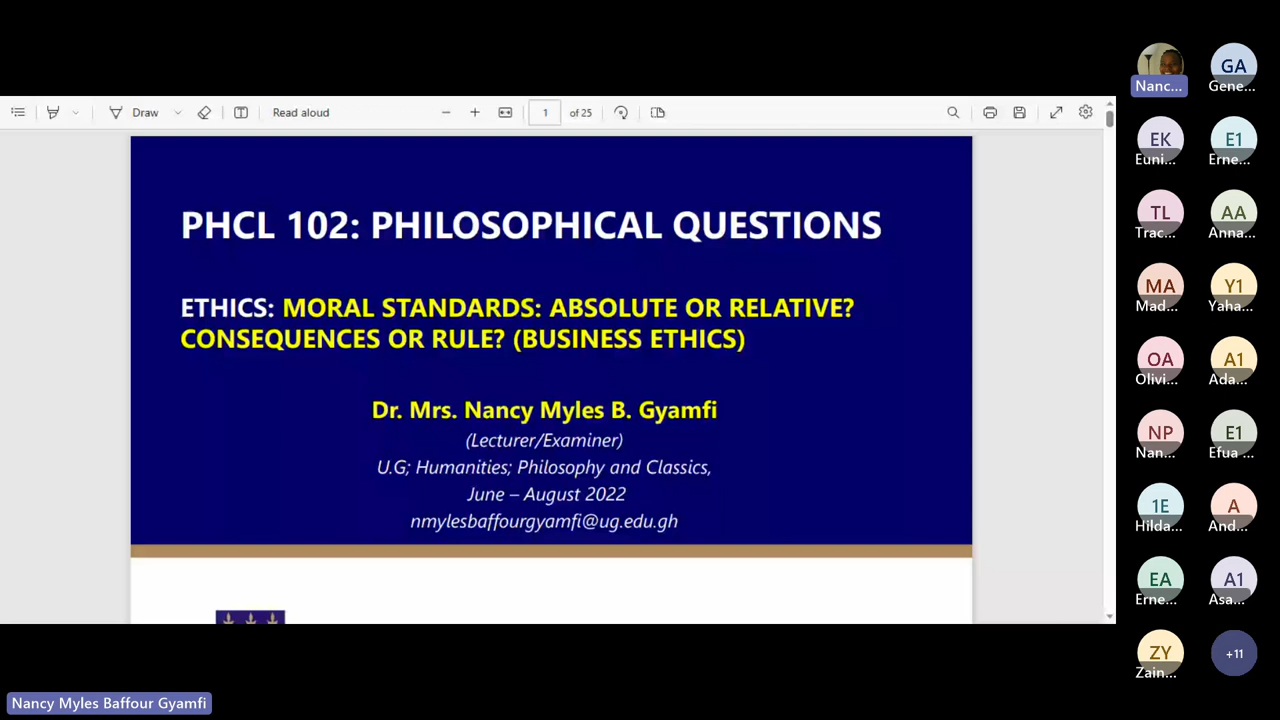 Draw
Read aloud
1
of 25
PHCL 102: PHILOSOPHICAL QUESTIONS
ETHICS: MORAL STANDARDS: ABSOLUTE OR RELATIVE?
CONSEQUENCES OR RULE? (BUSINESS ETHICS)
Dr. Mrs. Nancy Myles B. Gyamfi
(Lecturer/Examiner)
U.G; Humanities; Philosophy and Classics,
June – August 2022
nmylesbaffourgyamfi@ug.edu.gh
Nancy Myles Baffour Gyamfi
Nanc...
GA
Gene...
EK
Euni...
E1
Erne...
TL
Trac...
AA
Anna...
MA
Mad...
Y1
Yaha...
OA
Olivi...
A1
Ada...
NP
Nan...
E1
Efua ...
1E
Hilda...
A
And...
EA
Erne...
A1
Asa...
ZY
Zain...
+11